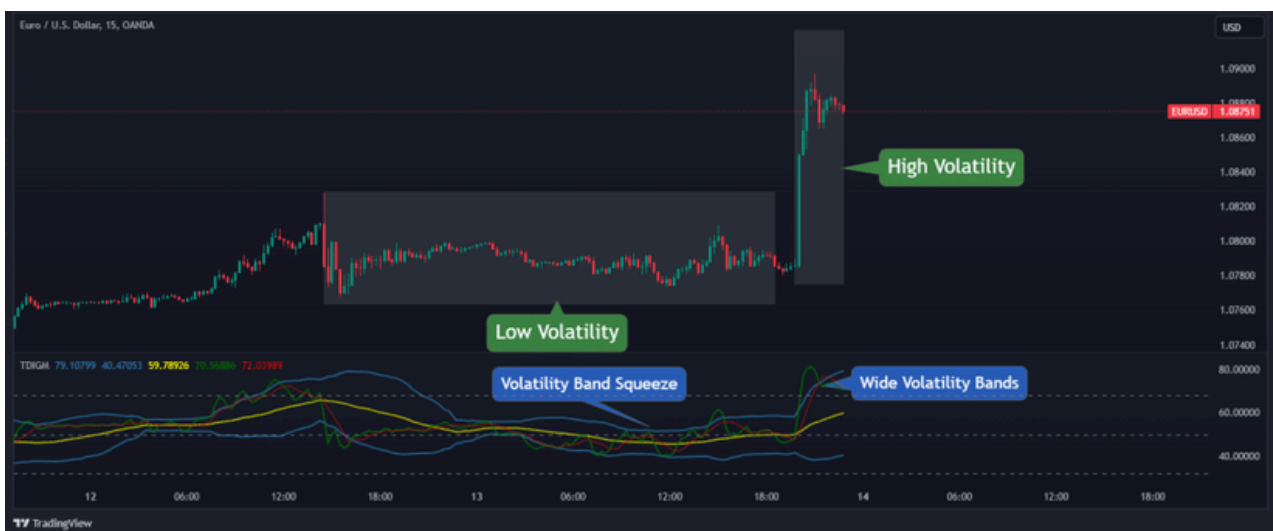 Euro / U.S. Dollar, 15, OANDA
USD
1.09000
1.08800
EURUSD 1.08751
1.08600
High Volatility
1.08400
1.08200
1.08000
1.07800
1.07600
Low Volatility
1.07400
TDIGM 79.10799 40.47053 59.78926 70.56886 72.03989
80.00000
Volatility Band Squeeze
Wide Volatility Bands
60.00000
40.00000
12 06:00 12:00 18:00 13 06:00 12:00 18:00 14 06:00 12:00 18:00
TradingView